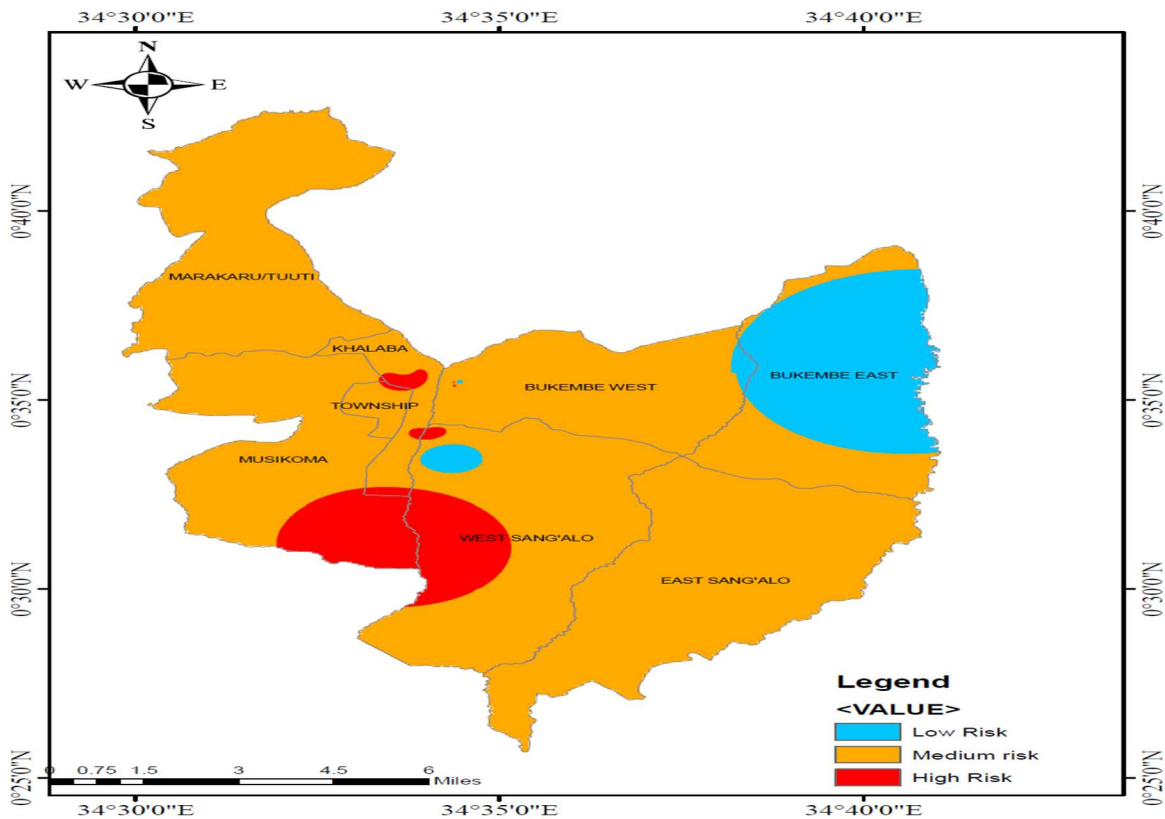 34°30'0"E 34°35'0"E 34°40'0"E
N
W E
S
0°40'0"N 0°40'0"N
MARAKARU/TUUTI
KHALABA
BUKEMBE EAST
BUKEMBE WEST
0°35'0"N 0°35'0"N
TOWNSHIP
MUSIKOMA
WEST SANG'ALO
EAST SANG'ALO
0°30'0"N 0°30'0"N
Legend
<VALUE>
Low Risk
Medium risk
High Risk
0 0.75 1.5 3 4.5 6
Miles
0°25'0"N 0°25'0"N
34°30'0"E 34°35'0"E 34°40'0"E